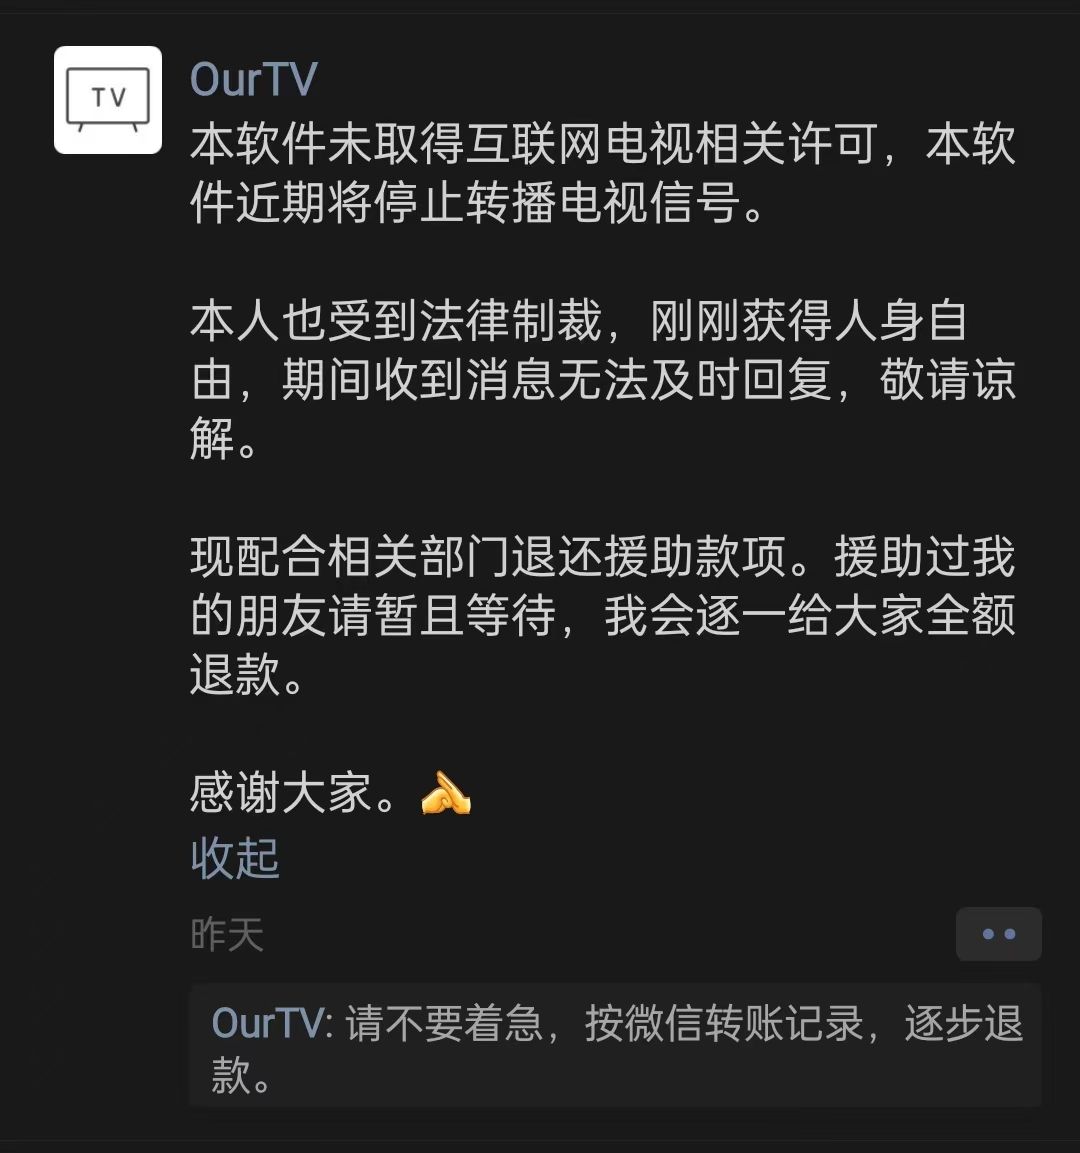 TV
OurTV
本软件未取得互联网电视相关许可，本软
件近期将停止转播电视信号。
本人也受到法律制裁，刚刚获得人身自
由，期间收到消息无法及时回复，敬请谅
解。
现配合相关部门退还援助款项。援助过我
的朋友请暂且等待，我会逐一给大家全额
退款。
感谢大家。
收起
昨天
OurTV: 请不要着急，按微信转账记录，逐步退
款。